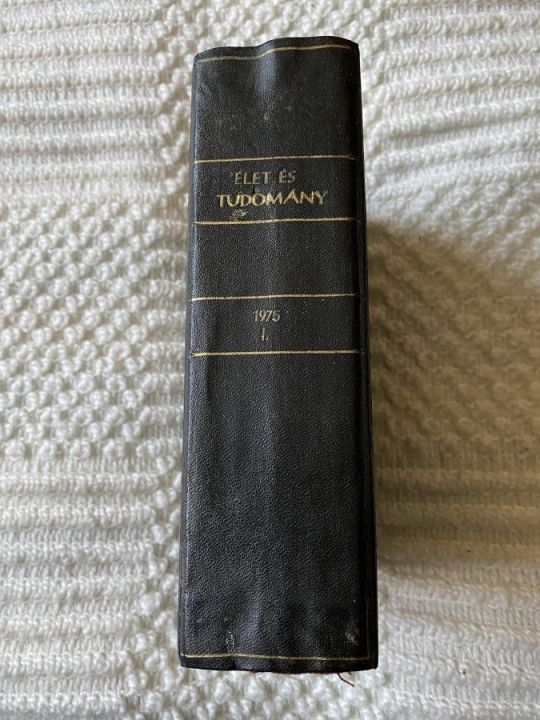 ÉLET ÉS
TUDOMÁNY
1975
I.